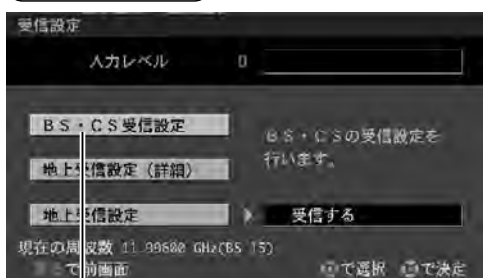 受信設定
入力レベル 0
BS・CS受信設定
BS・CSの受信設定を
行います。
地上受信設定（詳細）
地上受信設定 受信する
現在の周波数 11.99600 GHz(BS 15)
で前画面 で選択 で決定